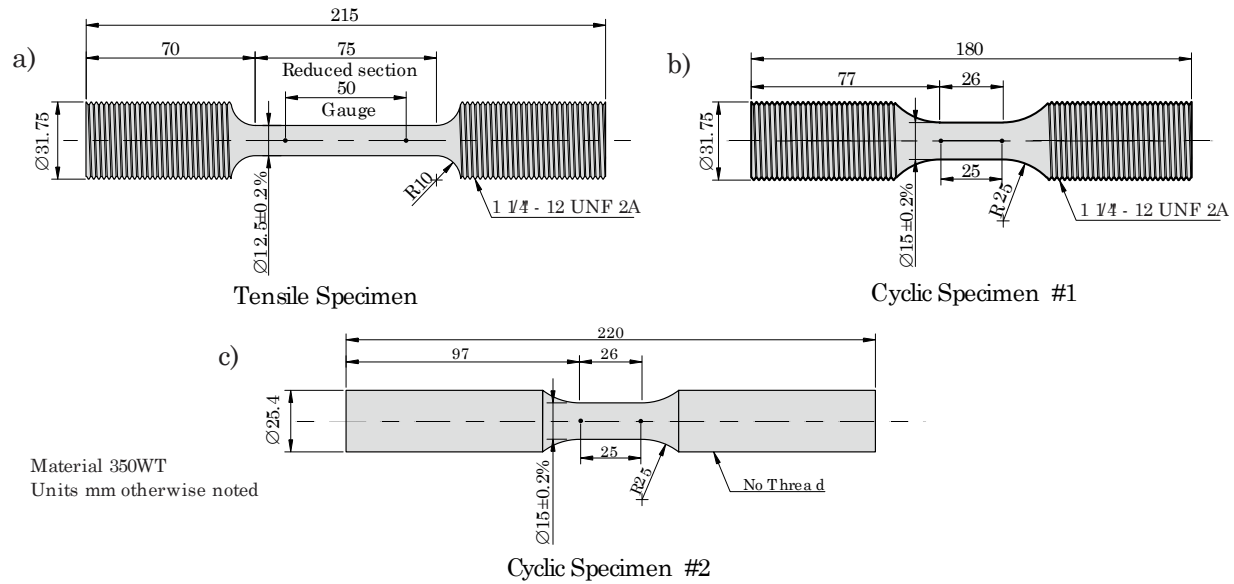 a)
215
70
75
Reduced section
50
Gauge
Ø31.75
Ø12.5±0.2%
R10
1 1/4" - 12 UNF 2A
Tensile Specimen
b)
180
77
26
Ø31.75
Ø15±0.2%
25
R25
1 1/4" - 12 UNF 2A
Cyclic Specimen #1
c)
220
97
26
Ø25.4
Ø15±0.2%
25
R25
No Thread
Material 350WT
Units mm otherwise noted
Cyclic Specimen #2